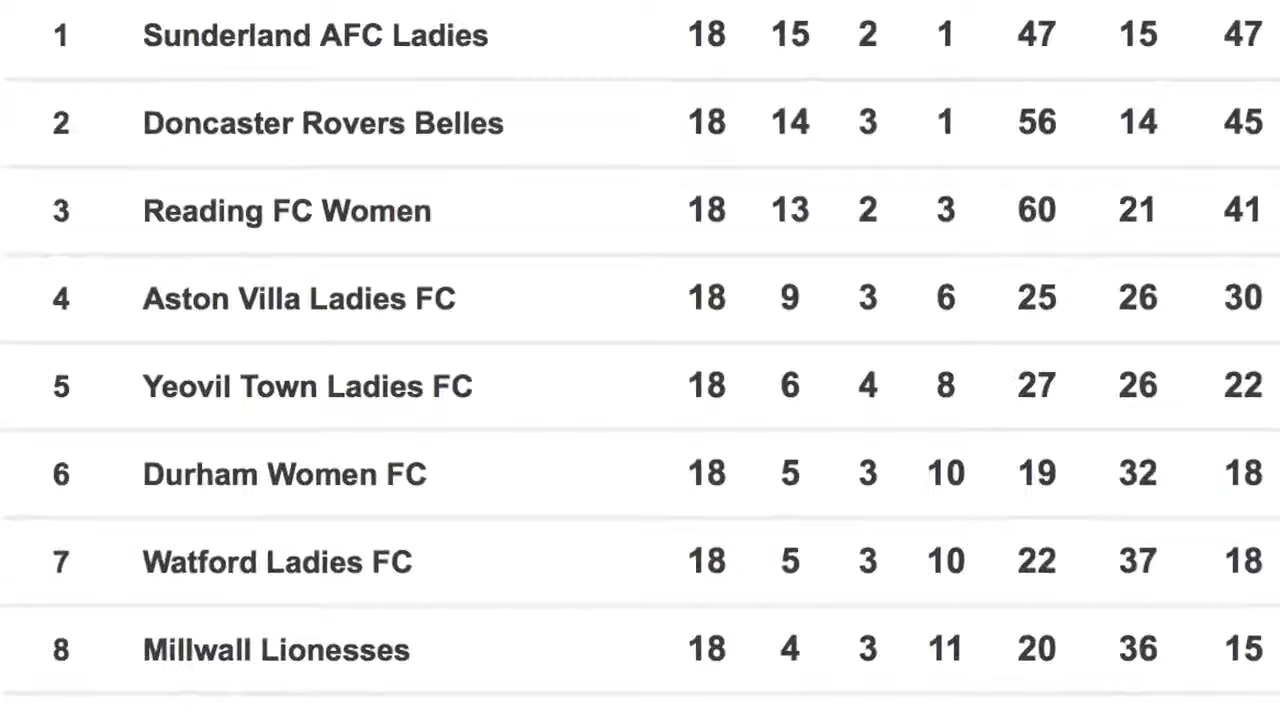 1 Sunderland AFC Ladies 18 15 2 1 47 15 47
2 Doncaster Rovers Belles 18 14 3 1 56 14 45
3 Reading FC Women 18 13 2 3 60 21 41
4 Aston Villa Ladies FC 18 9 3 6 25 26 30
5 Yeovil Town Ladies FC 18 6 4 8 27 26 22
6 Durham Women FC 18 5 3 10 19 32 18
7 Watford Ladies FC 18 5 3 10 22 37 18
8 Millwall Lionesses 18 4 3 11 20 36 15